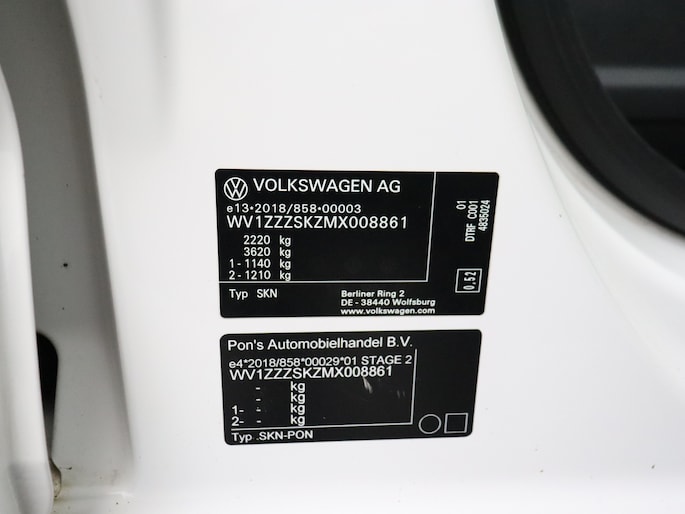 VOLKSWAGEN AG
e13*2018/858*00003
WV1ZZZSKZMX008861
2220 kg
3620 kg
1 - 1140 kg
2 - 1210 kg
Typ SKN
Berliner Ring 2
DE - 38440 Wolfsburg
www.volkswagen.com
01
DTRF C001
4835024
0.52
Pon's Automobielhandel B.V.
e4*2018/858*00029*01 STAGE 2
WV1ZZZSKZMX008861
- kg
- kg
1- - kg
2- - kg
Typ .SKN-PON